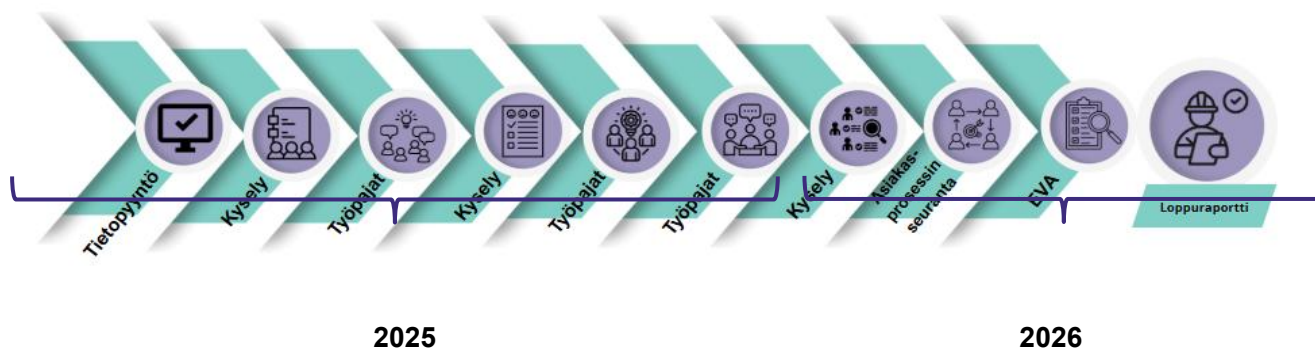 Tietopyyntö
Kysely
Työpajat
Kysely
Työpajat
Työpajat
Kysely
Asiakas-
prosessin
seuranta
EVA
Loppuraportti
2025
2026